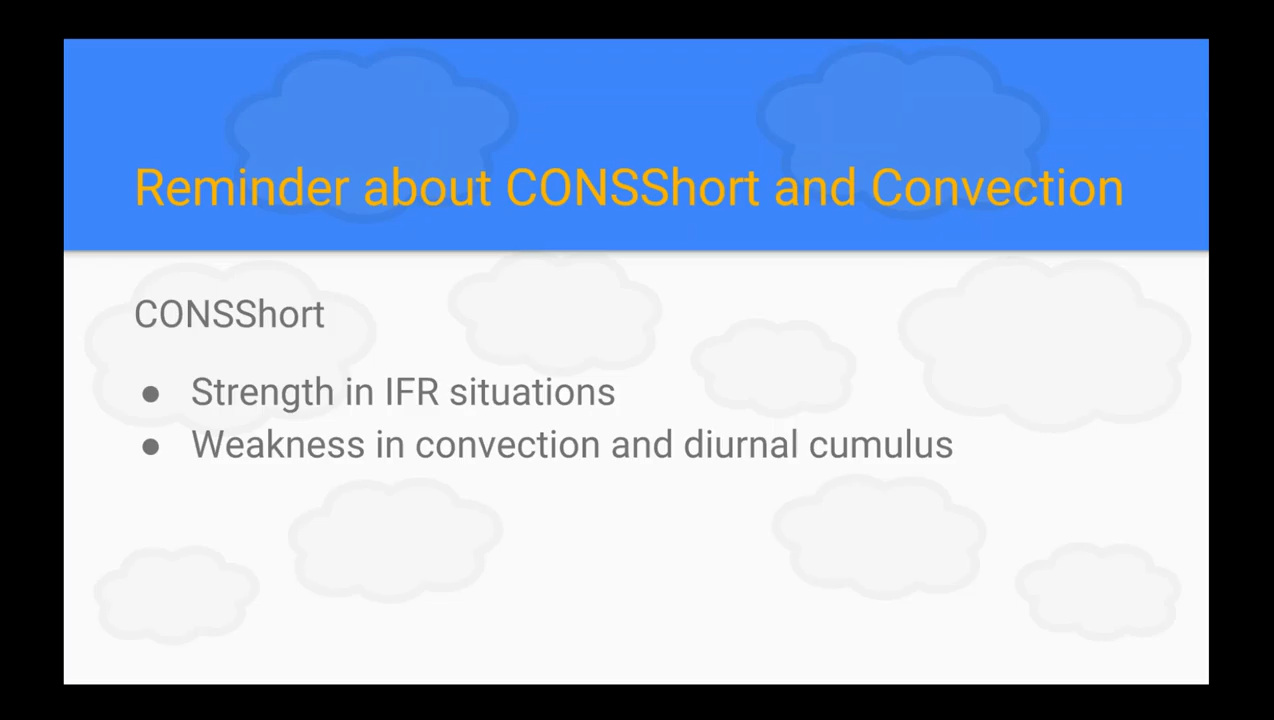 Reminder about CONSShort and Convection
CONSShort
● Strength in IFR situations
● Weakness in convection and diurnal cumulus